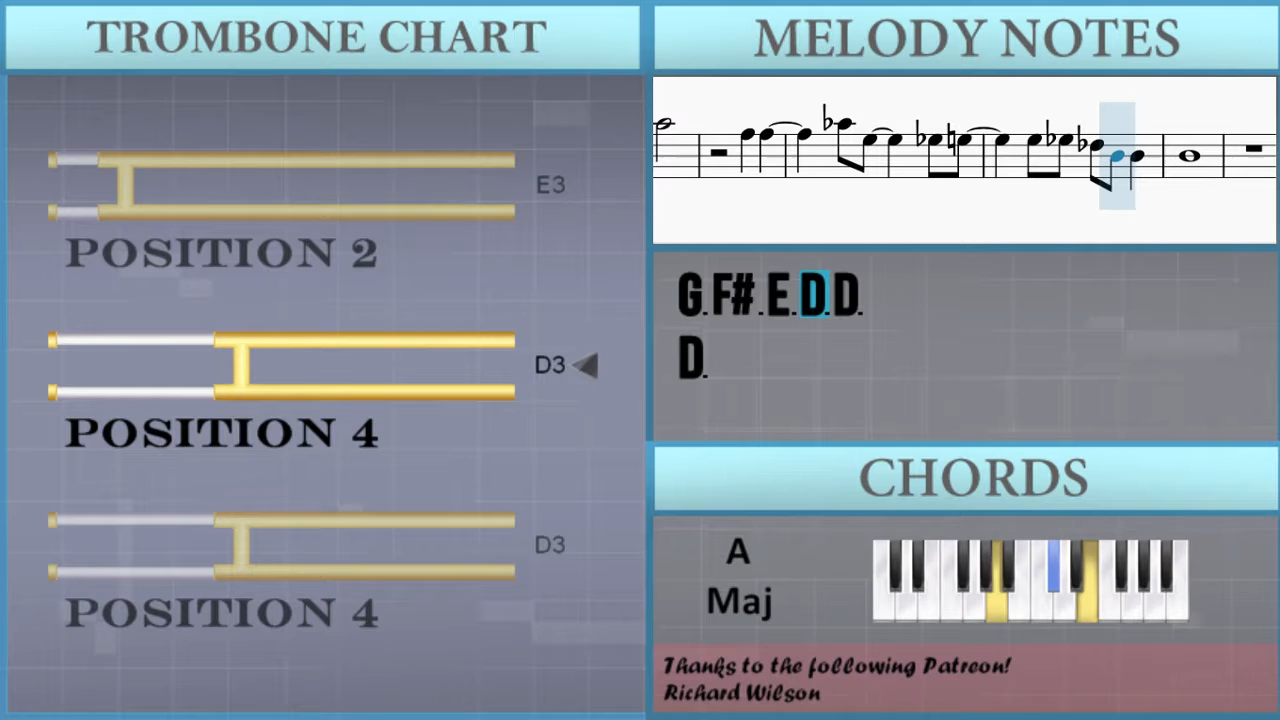 TROMBONE CHART
E3
POSITION 2
D3
POSITION 4
D3
POSITION 4
MELODY NOTES
G. F#. E. D. D.
D.
CHORDS
A
Maj
Thanks to the following Patreon!
Richard Wilson